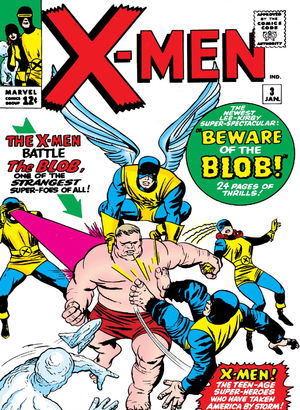 APPROVED
BY THE
COMICS
CODE
AUTHORITY
X-MEN
IND.
MARVEL
COMICS
GROUP 12¢
3
JAN.
THE
NEWEST
LEE-KIRBY
SUPER-SPECTACULAR:
"BEWARE
OF THE
BLOB!"
24 PAGES OF
THRILLS!
THE X-MEN
BATTLE
The BLOB,
ONE OF THE
STRANGEST
SUPER-FOES OF ALL!
X-MEN!
THE TEEN-AGE
SUPER-HEROES
WHO HAVE TAKEN
AMERICA BY STORM!